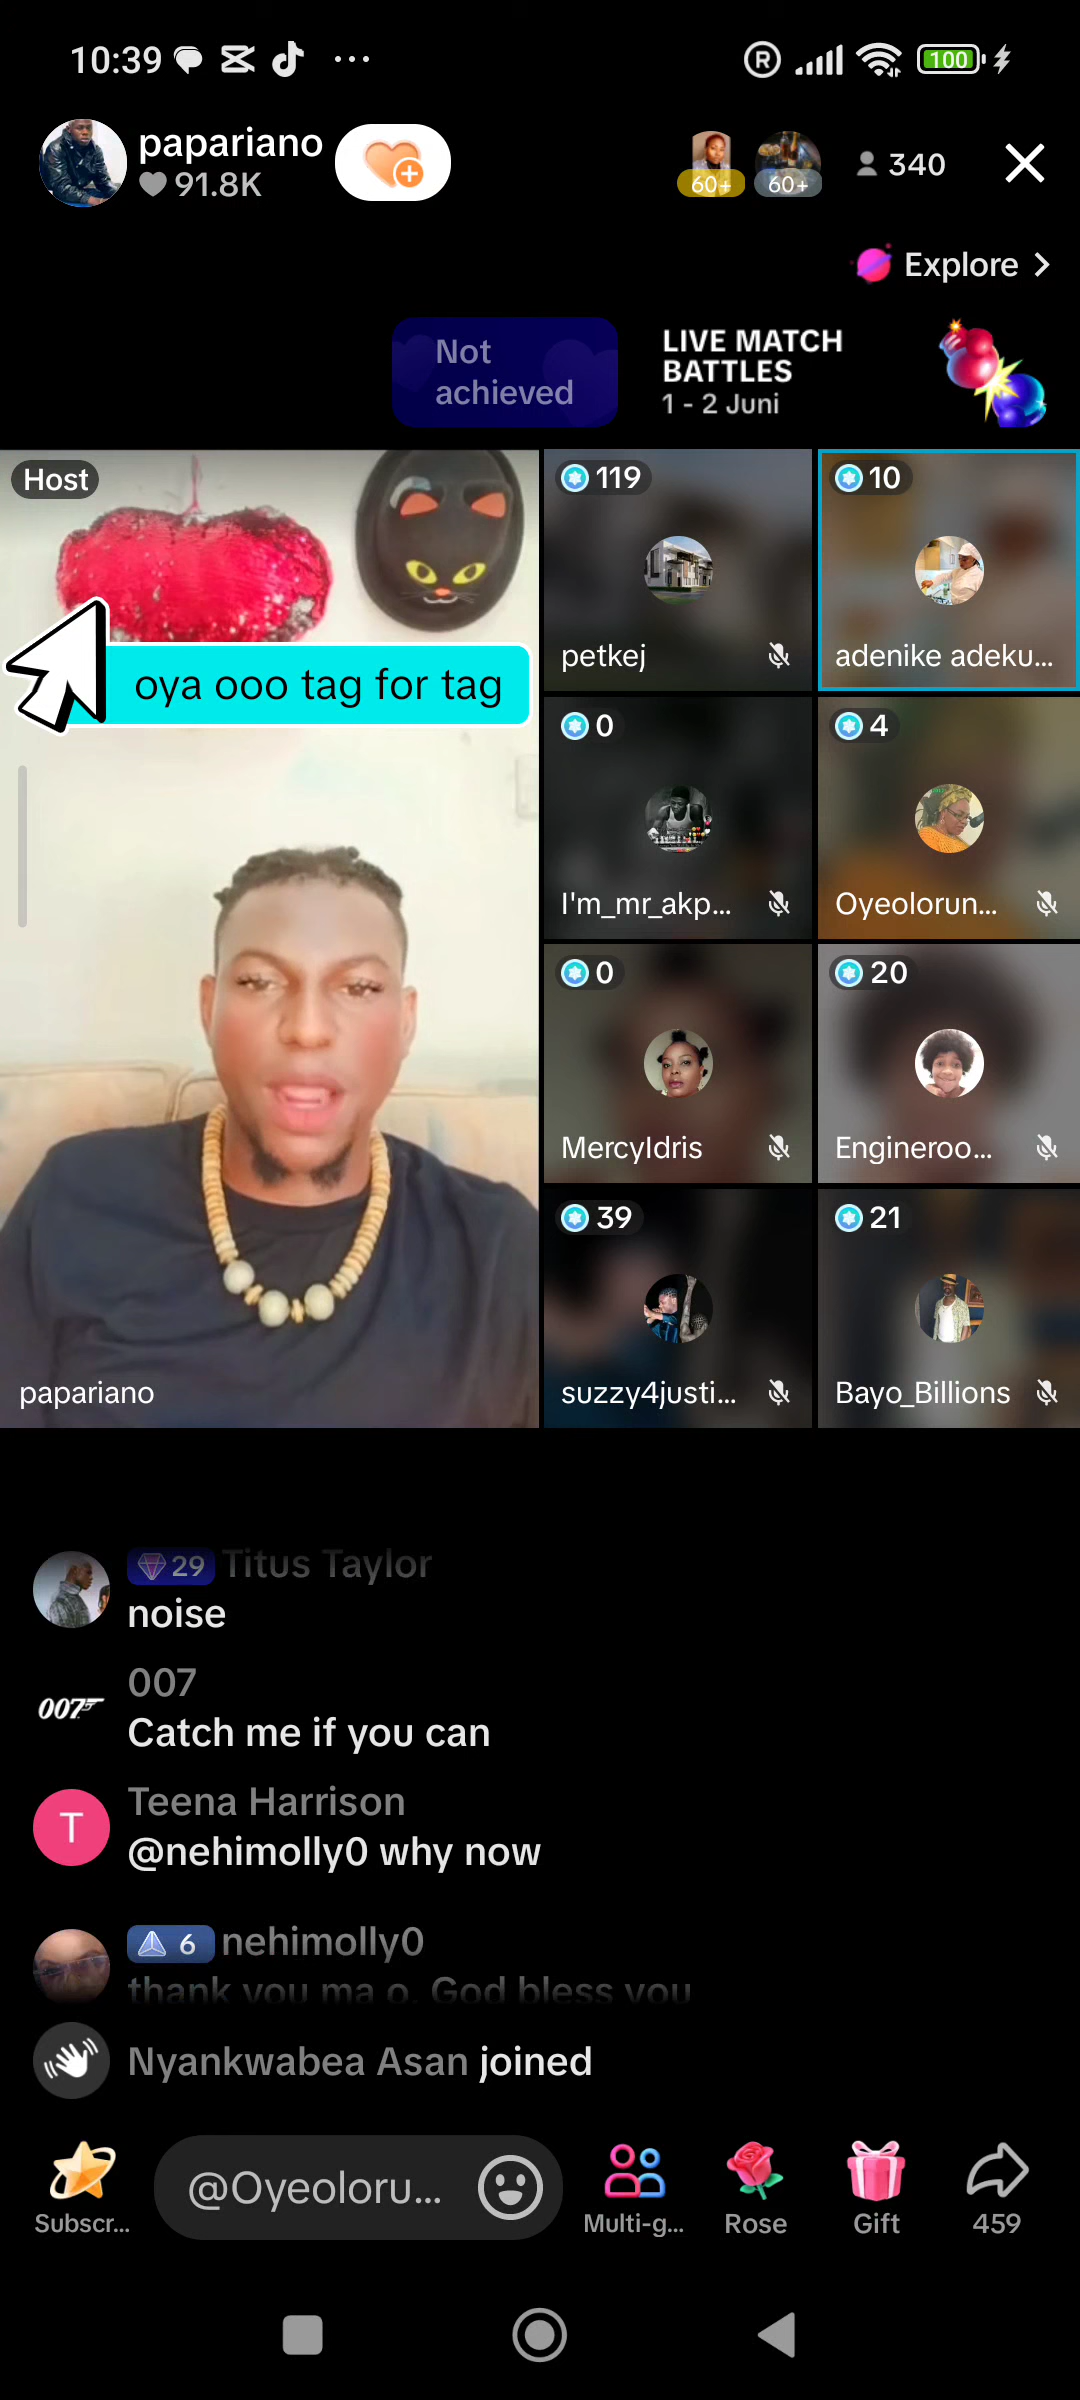 10:39
100
papariano
91.8K
60+
60+
340
Explore
Not
achieved
LIVE MATCH
BATTLES
1 - 2 Juni
Host
oya ooo tag for tag
papariano
119
petkej
10
adenike adeku...
0
I'm_mr_akp...
4
Oyeolorun...
0
MercyIdris
20
Engineroo...
39
suzzy4justi...
21
Bayo_Billions
29 Titus Taylor
noise
007
007
Catch me if you can
T
Teena Harrison
@nehimolly0 why now
6 nehimolly0
thank you ma o. God bless you
Nyankwabea Asan joined
Subscr...
@Oyeoloru...
Multi-g...
Rose
Gift
459